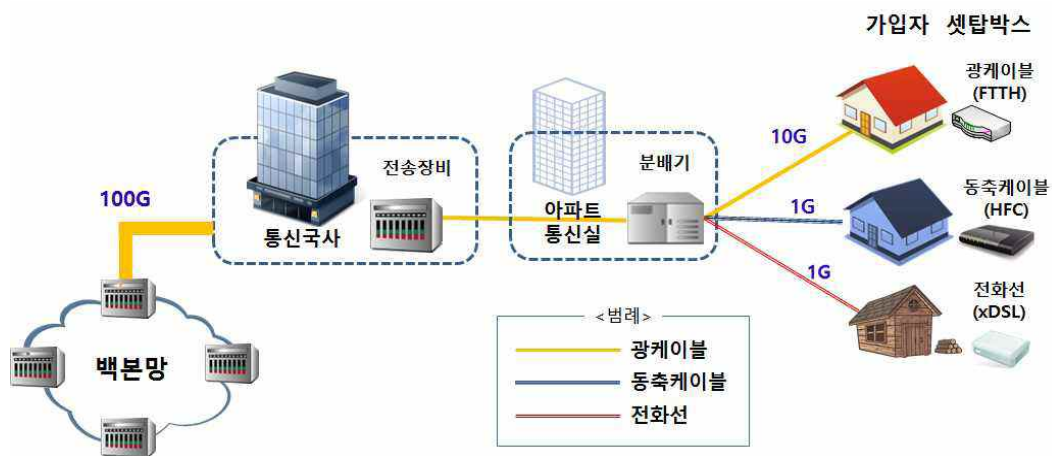 가입자 셋탑박스
광케이블
(FTTH)
10G
전송장비
분배기
100G
통신국사
아파트
통신실
1G
동축케이블
(HFC)
1G
전화선
(xDSL)
백본망
<범례>
광케이블
동축케이블
전화선